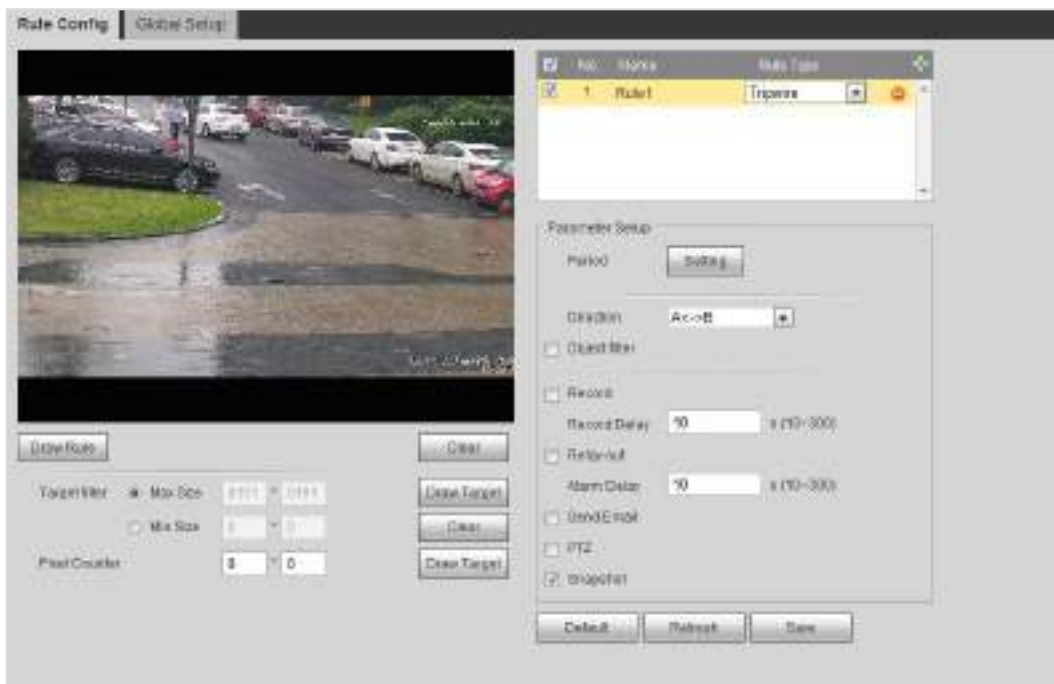 Rule Config Global Setup
No. Name Rule Type
1 Rule1 Tripwire
Parameter Setup
Period Setting
Direction A<->B
Object filter
Record
Record Delay 10 s (10~300)
Relay-out
Alarm Delay 10 s (10~300)
Send Email
PTZ
Snapshot
Draw Rule Clear
Target filter Max Size * Draw Target
Min Size 0 * 0 Clear
Pixel Counter 0 * 0 Draw Target
Default Refresh Save